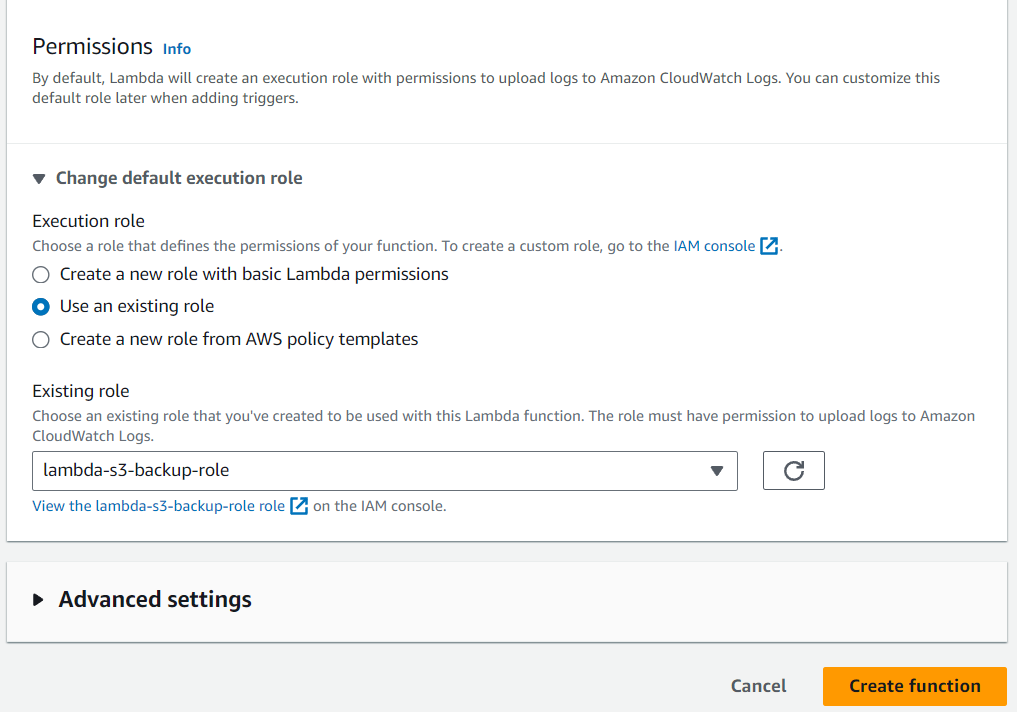 Permissions Info
By default, Lambda will create an execution role with permissions to upload logs to Amazon CloudWatch Logs. You can customize this
default role later when adding triggers.
Change default execution role
Execution role
Choose a role that defines the permissions of your function. To create a custom role, go to the IAM console.
Create a new role with basic Lambda permissions
Use an existing role
Create a new role from AWS policy templates
Existing role
Choose an existing role that you've created to be used with this Lambda function. The role must have permission to upload logs to Amazon
CloudWatch Logs.
lambda-s3-backup-role
View the lambda-s3-backup-role role on the IAM console.
Advanced settings
Cancel Create function